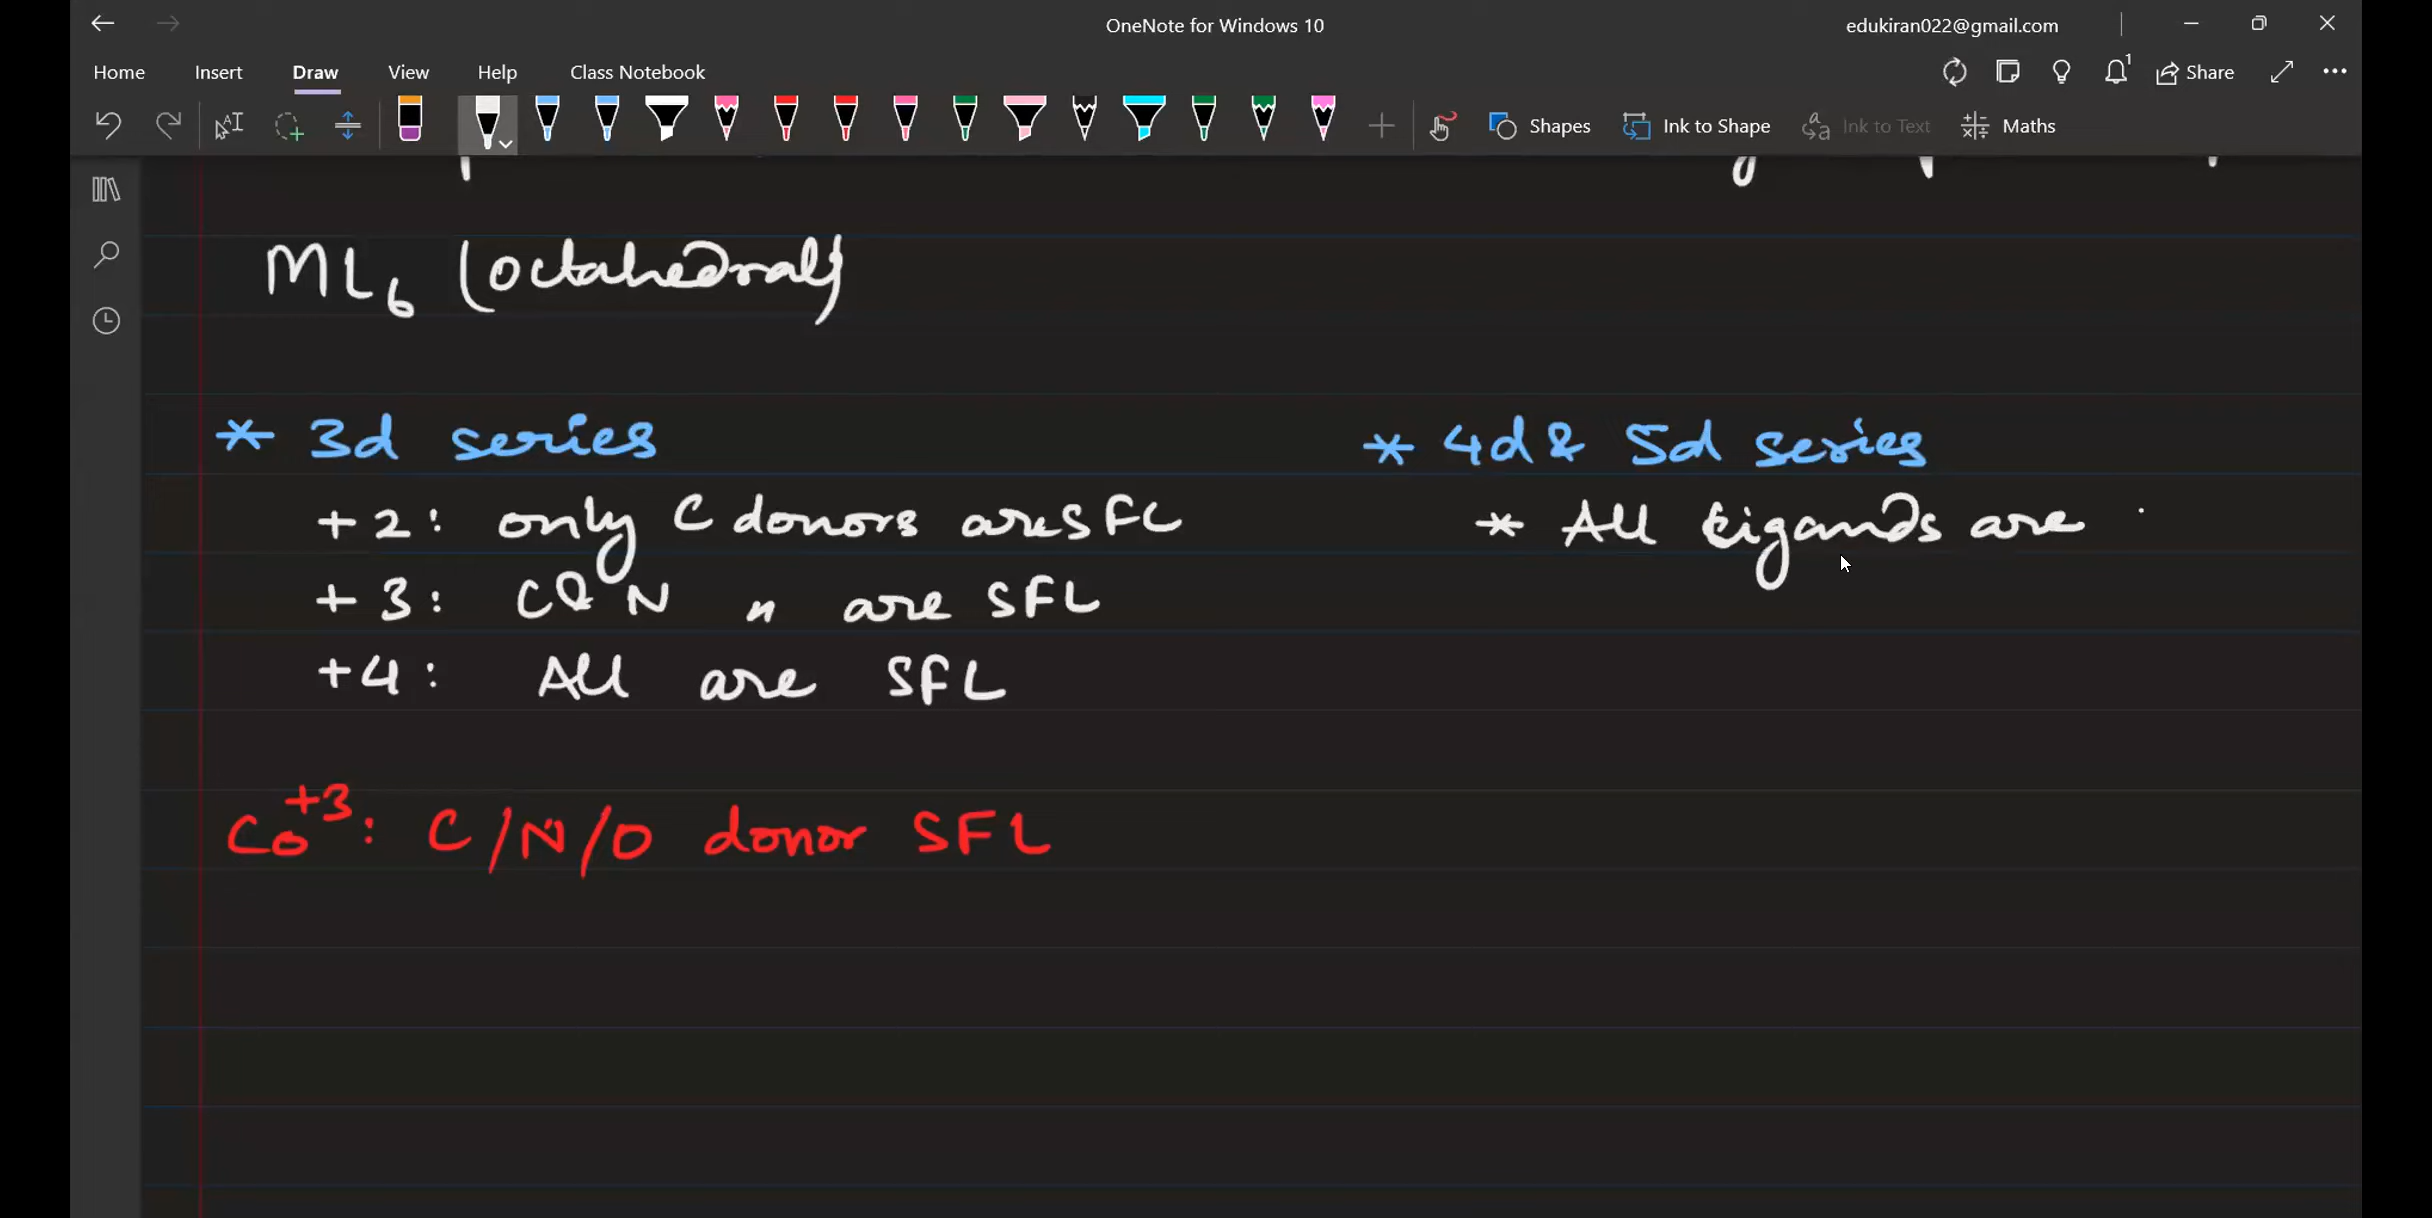 OneNote for Windows 10
edukiran022@gmail.com
Home Insert Draw View Help Class Notebook
Share
Shapes Ink to Shape Ink to Text Maths
ML6 (octahedral)
* 3d series
+2: only C donors are SFL
+3: C & N " are SFL
+4: All are SFL
Co+3: C/N/O donor SFL
* 4d & 5d series
* All ligands are